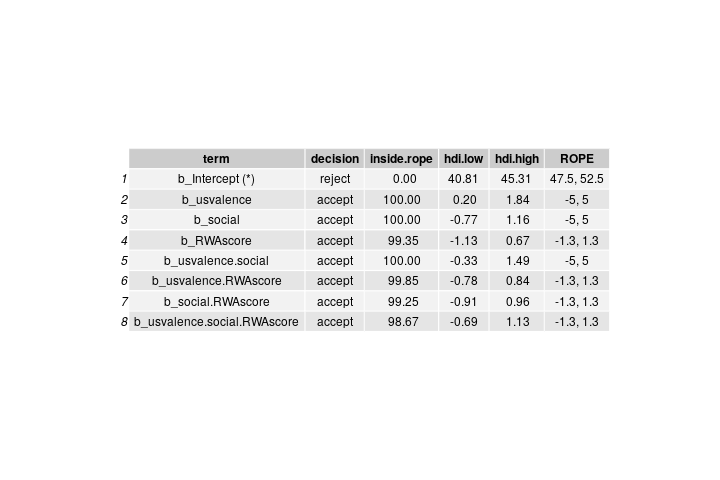 term decision inside.rope hdi.low hdi.high ROPE
1 b_Intercept (*) reject 0.00 40.81 45.31 47.5, 52.5
2 b_usvalence accept 100.00 0.20 1.84 -5, 5
3 b_social accept 100.00 -0.77 1.16 -5, 5
4 b_RWAscore accept 99.35 -1.13 0.67 -1.3, 1.3
5 b_usvalence.social accept 100.00 -0.33 1.49 -5, 5
6 b_usvalence.RWAscore accept 99.85 -0.78 0.84 -1.3, 1.3
7 b_social.RWAscore accept 99.25 -0.91 0.96 -1.3, 1.3
8 b_usvalence.social.RWAscore accept 98.67 -0.69 1.13 -1.3, 1.3